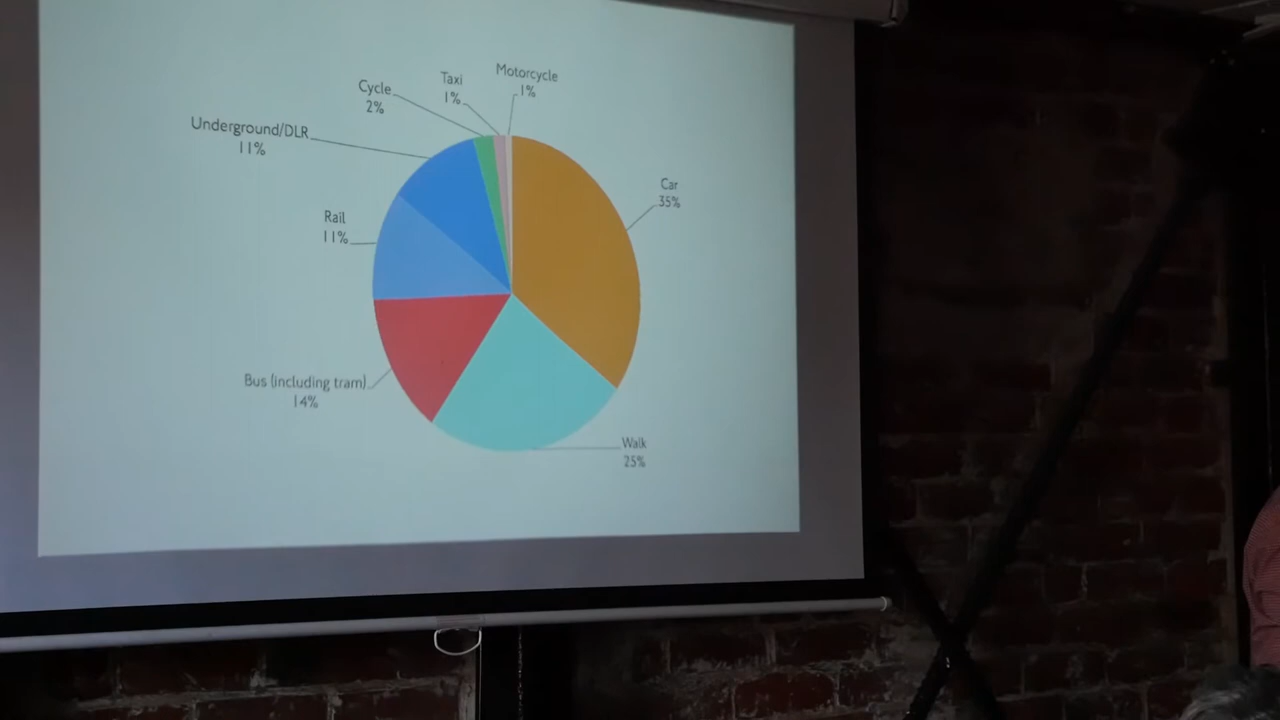 Motorcycle
1%
Taxi
1%
Cycle
2%
Underground/DLR
11%
Car
35%
Rail
11%
Bus (including tram)
14%
Walk
25%